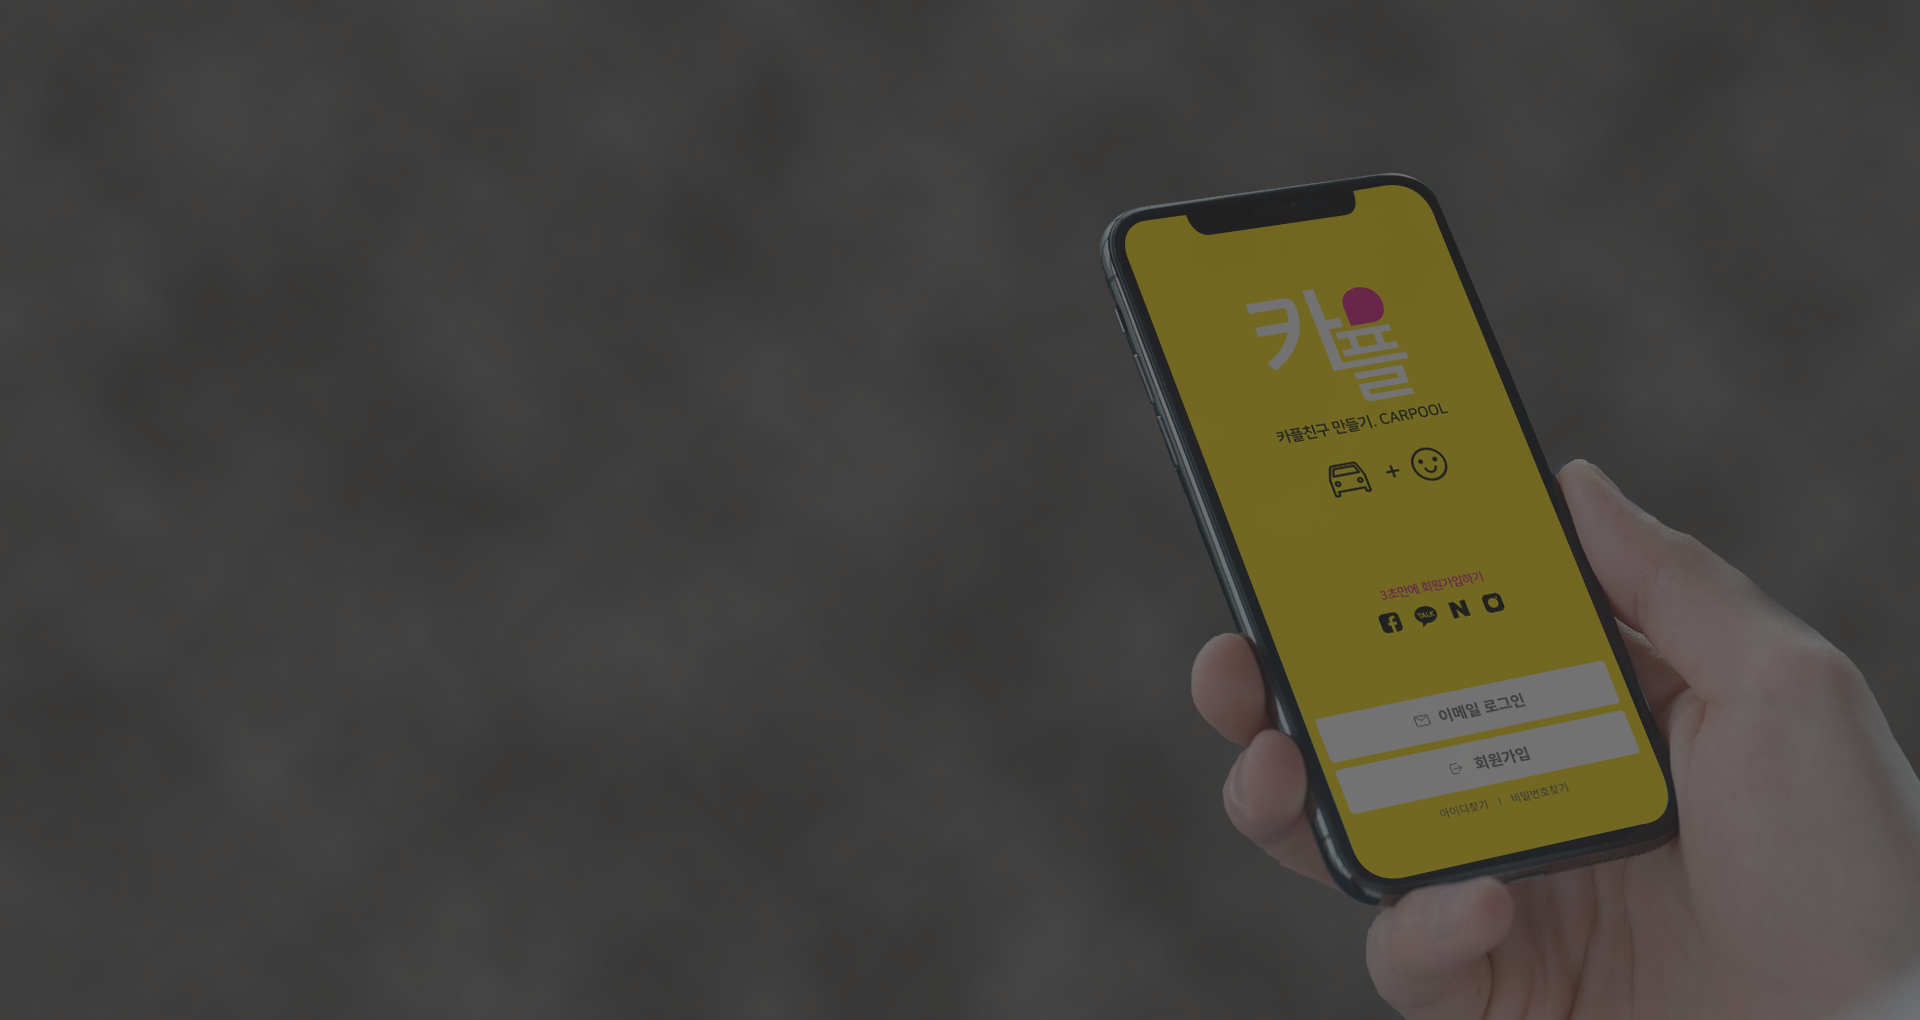 카플
카플친구 만들기. CARPOOL
+
3초만에 회원가입하기
f TALK N
이메일 로그인
회원가입
아이디찾기 | 비밀번호찾기